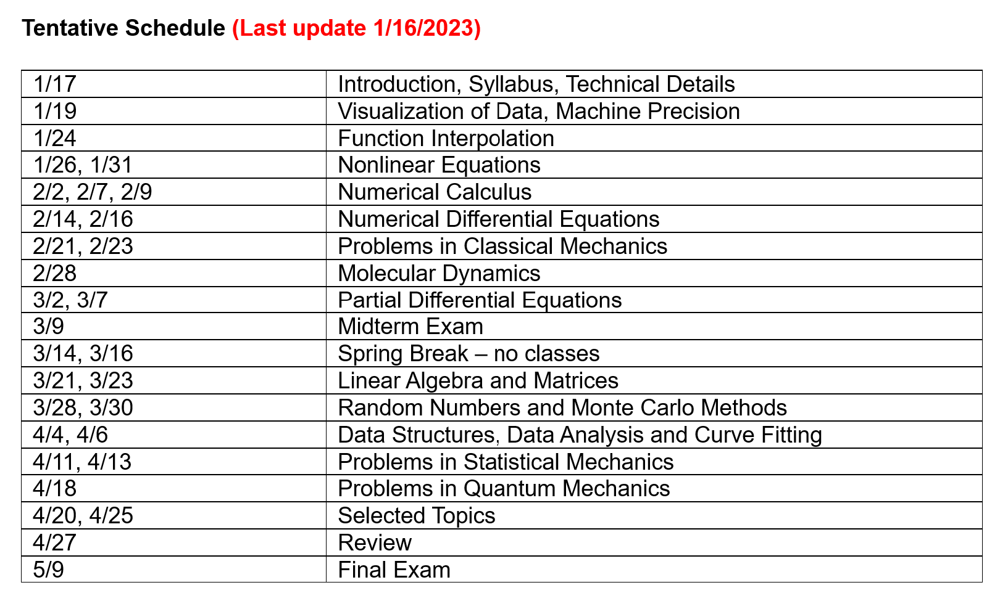 Tentative Schedule (Last update 1/16/2023)
1/17 Introduction, Syllabus, Technical Details
1/19 Visualization of Data, Machine Precision
1/24 Function Interpolation
1/26, 1/31 Nonlinear Equations
2/2, 2/7, 2/9 Numerical Calculus
2/14, 2/16 Numerical Differential Equations
2/21, 2/23 Problems in Classical Mechanics
2/28 Molecular Dynamics
3/2, 3/7 Partial Differential Equations
3/9 Midterm Exam
3/14, 3/16 Spring Break – no classes
3/21, 3/23 Linear Algebra and Matrices
3/28, 3/30 Random Numbers and Monte Carlo Methods
4/4, 4/6 Data Structures, Data Analysis and Curve Fitting
4/11, 4/13 Problems in Statistical Mechanics
4/18 Problems in Quantum Mechanics
4/20, 4/25 Selected Topics
4/27 Review
5/9 Final Exam